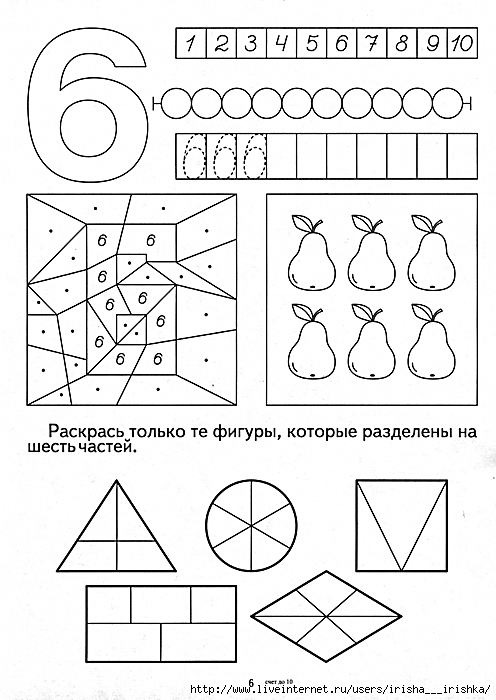 6
1 2 3 4 5 6 7 8 9 10
6 6 6
6 6
6
6 6
6
6 6 6
Раскрась только те фигуры, которые разделены на
шесть частей.
6 счет до 10
http://www.liveinternet.ru/users/irisha___irishka/